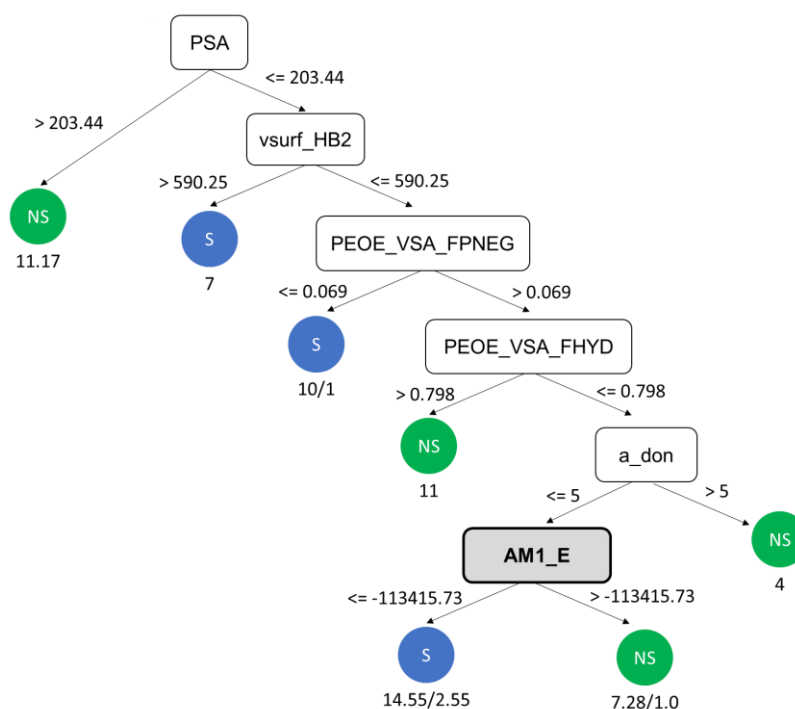 PSA
<= 203.44
> 203.44
vsurf_HB2
> 590.25
<= 590.25
NS
11.17
S
7
PEOE_VSA_FPNEG
<= 0.069
> 0.069
S
10/1
PEOE_VSA_FHYD
> 0.798
<= 0.798
NS
11
a_don
<= 5
> 5
NS
4
AM1_E
<= -113415.73
> -113415.73
S
14.55/2.55
NS
7.28/1.0